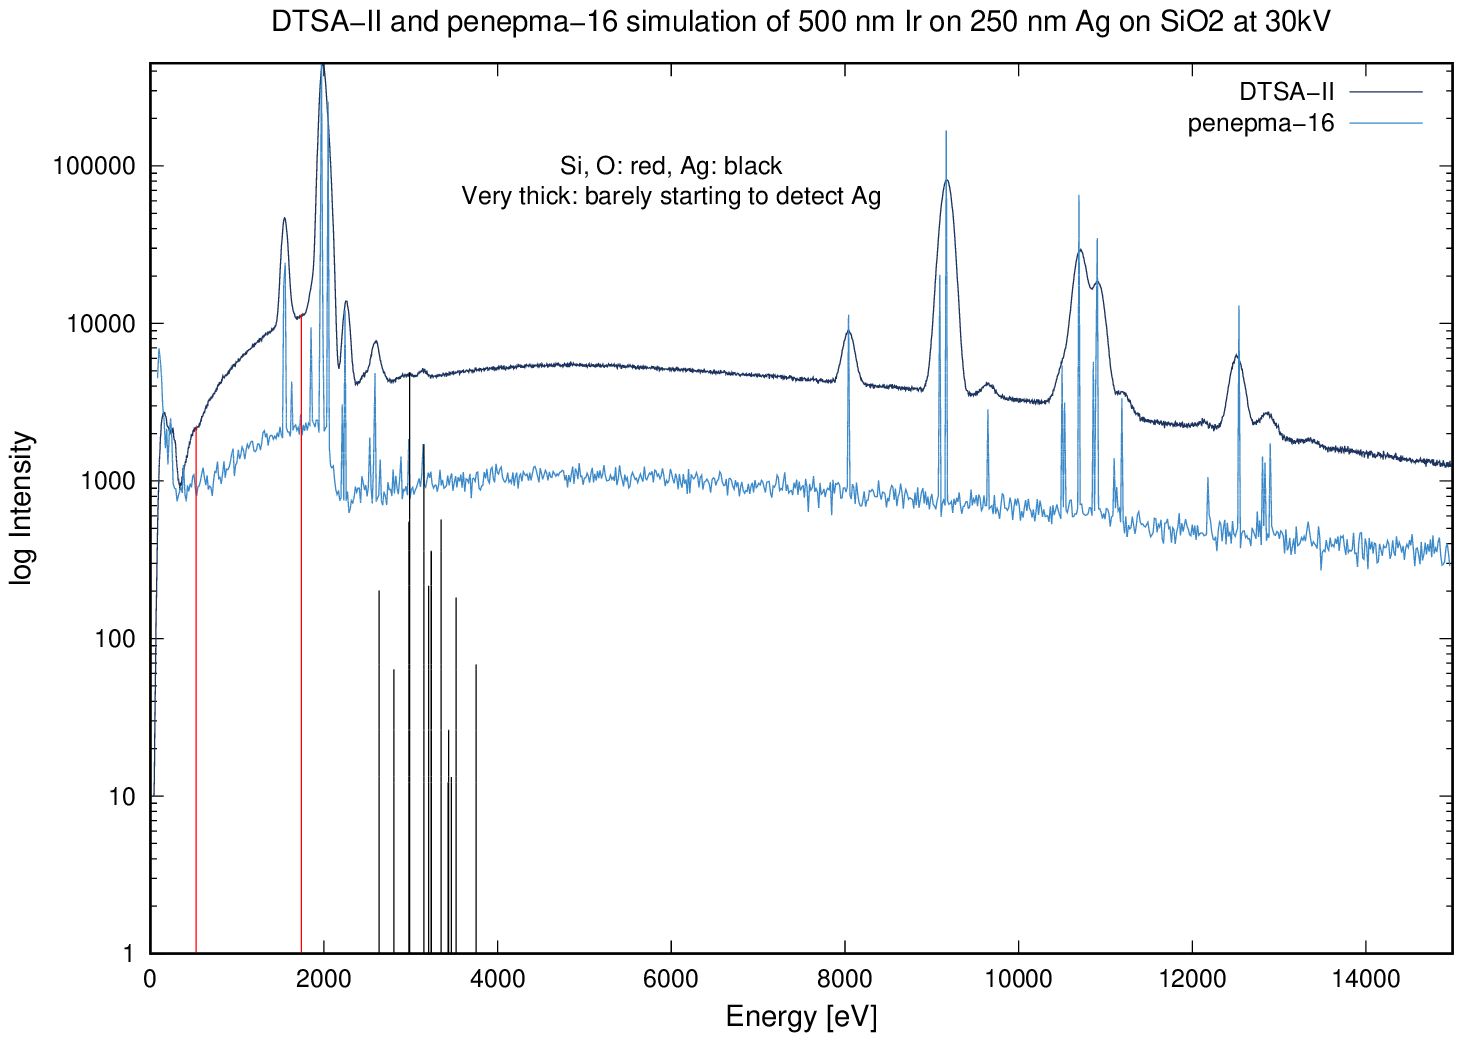 DTSA−II and penepma−16 simulation of 500 nm Ir on 250 nm Ag on SiO2 at 30kV
DTSA−II
penepma−16
Si, O: red, Ag: black
Very thick: barely starting to detect Ag
log Intensity
100000
10000
1000
100
10
1
0 2000 4000 6000 8000 10000 12000 14000
Energy [eV]